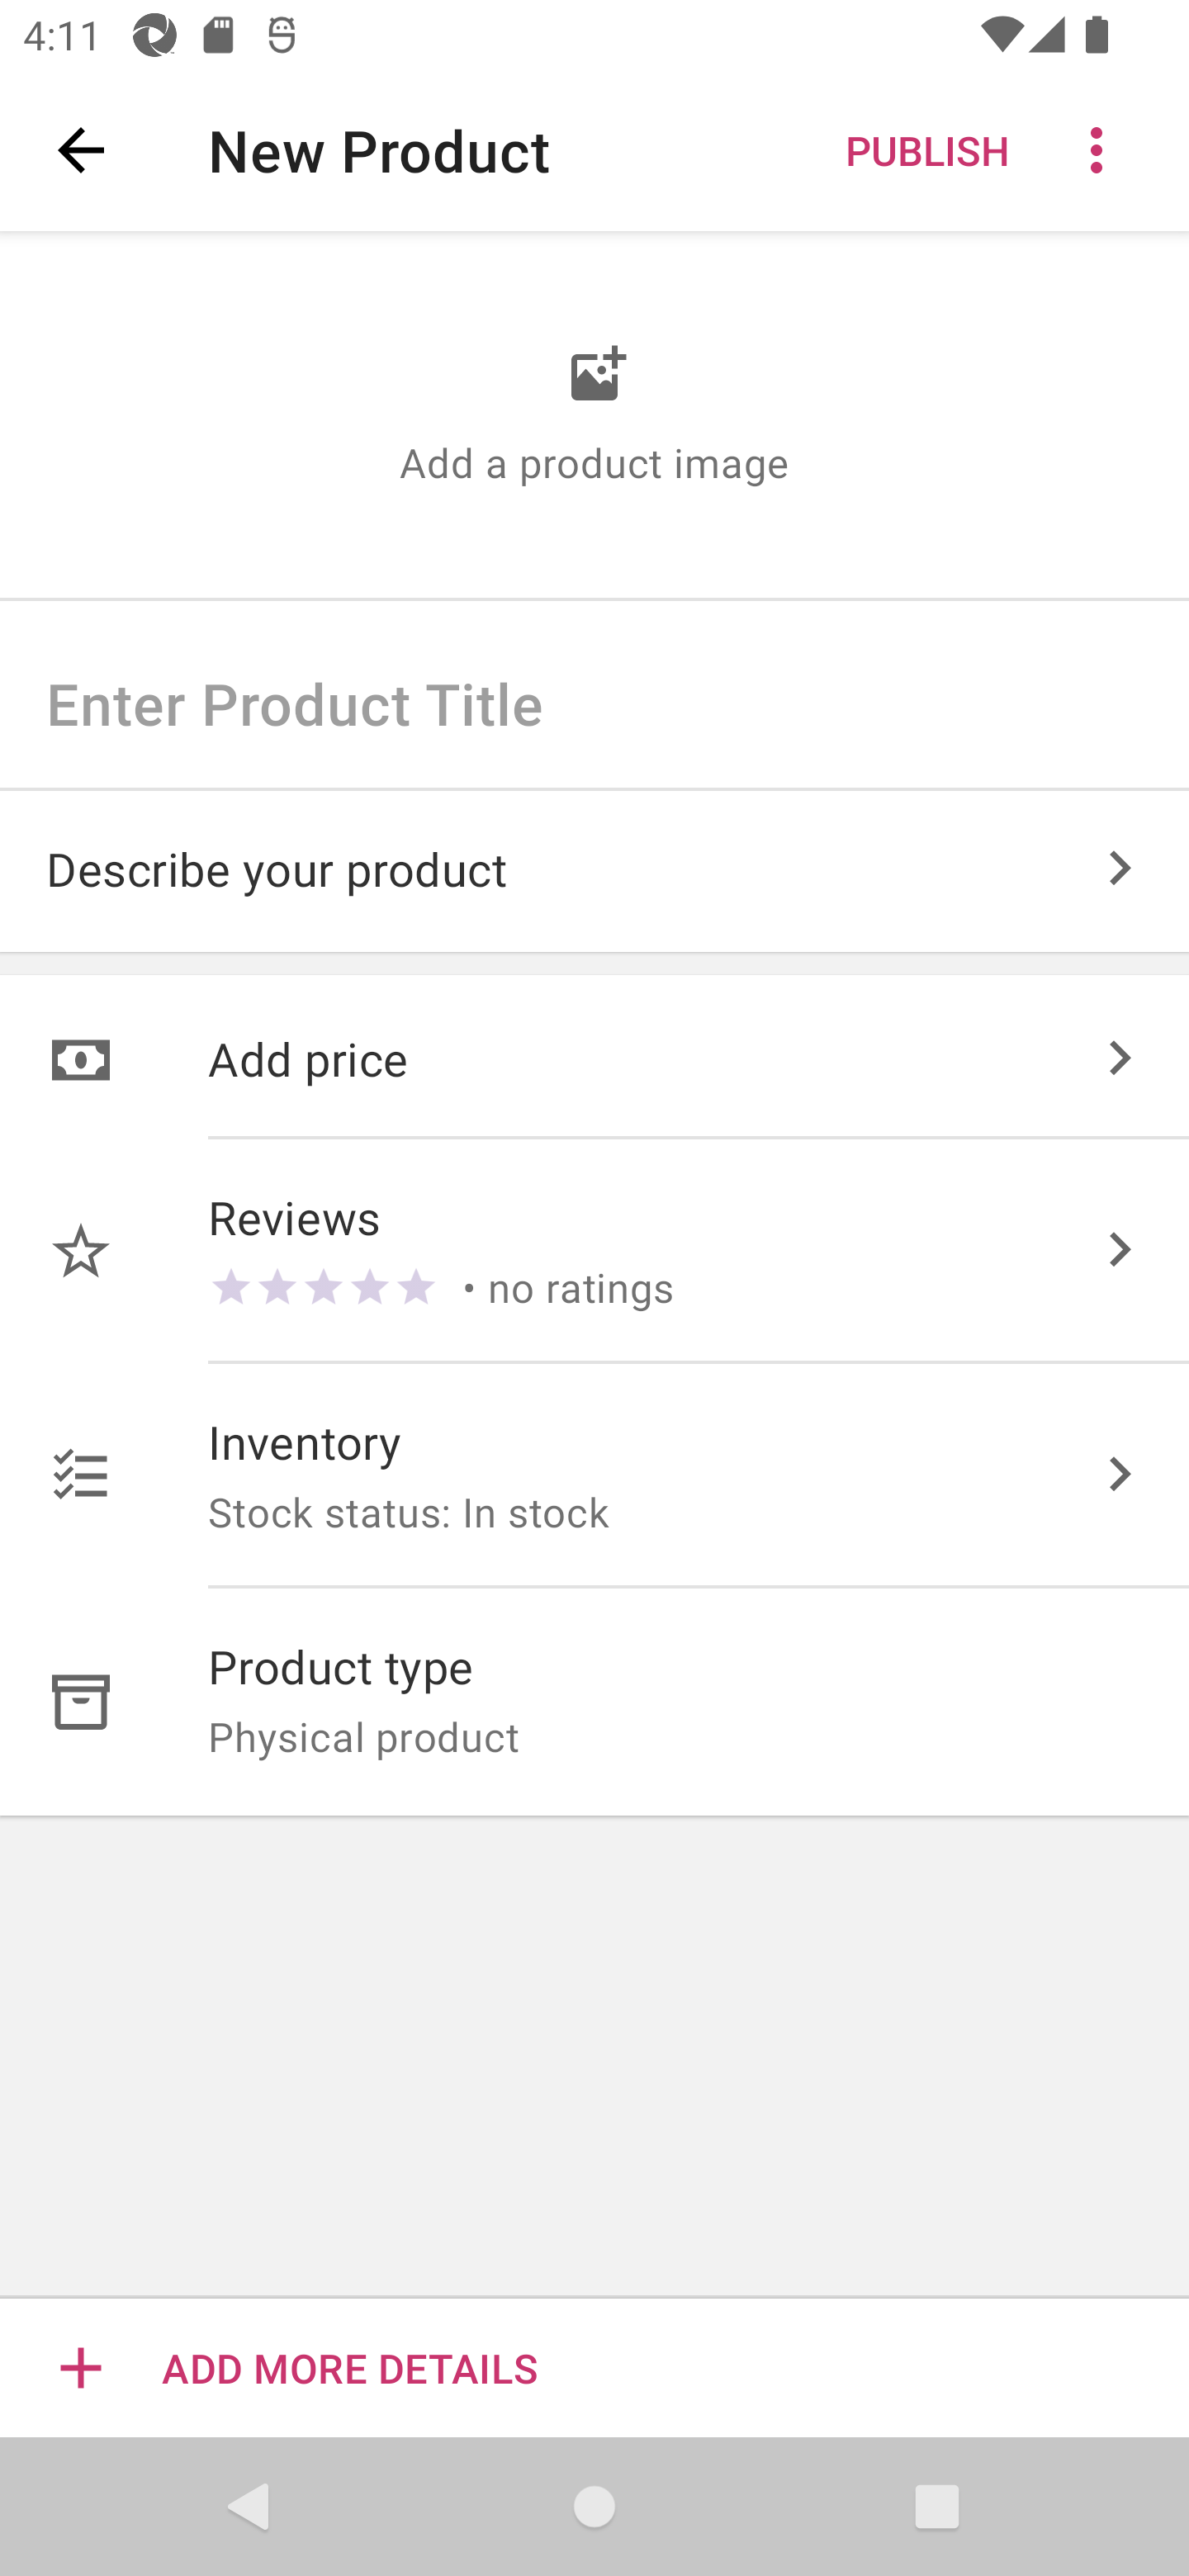 4:11
New Product
PUBLISH
Add a product image
Enter Product Title
Describe your product
Add price
Reviews
• no ratings
Inventory
Stock status: In stock
Product type
Physical product
ADD MORE DETAILS